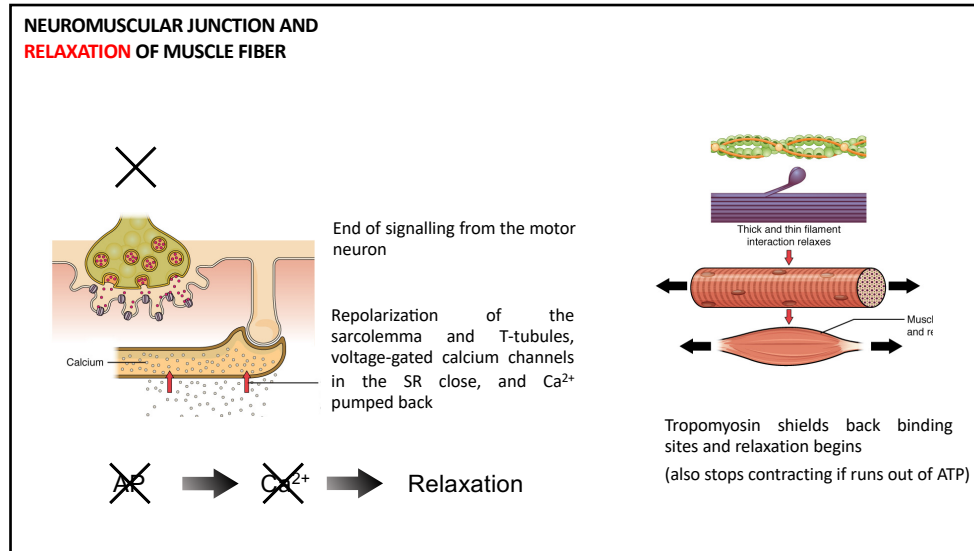 NEUROMUSCULAR JUNCTION AND
RELAXATION OF MUSCLE FIBER
End of signalling from the motor
neuron
Repolarization of the
sarcolemma and T-tubules,
voltage-gated calcium channels
in the SR close, and Ca²⁺
pumped back
Calcium
AP
Ca²⁺
Relaxation
Thick and thin filament
interaction relaxes
Muscl
and re
Tropomyosin shields back binding
sites and relaxation begins
(also stops contracting if runs out of ATP)